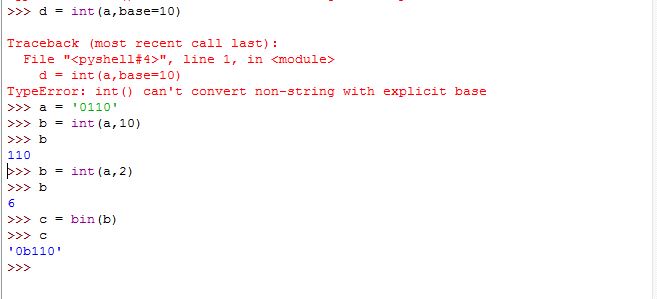 >>> d = int(a,base=10)
Traceback (most recent call last):
  File "<pyshell#4>", line 1, in <module>
    d = int(a,base=10)
TypeError: int() can't convert non-string with explicit base
>>> a = '0110'
>>> b = int(a,10)
>>> b
110
>>> b = int(a,2)
>>> b
6
>>> c = bin(b)
>>> c
'0b110'
>>>